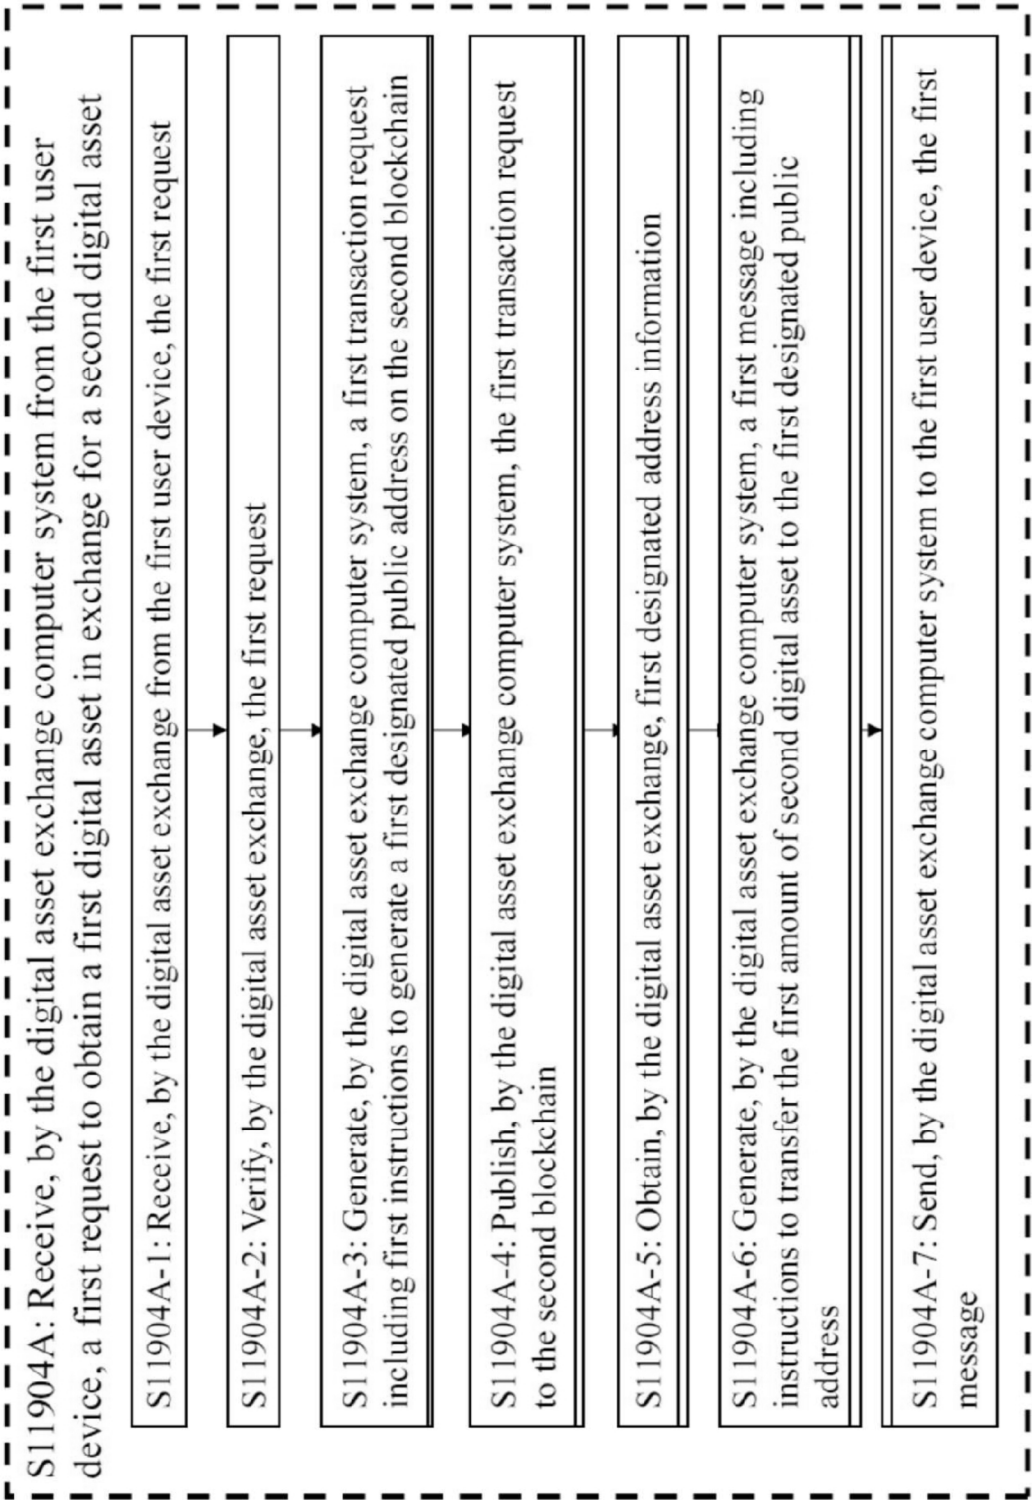 S11904A: Receive, by the digital asset exchange computer system from the first user
device, a first request to obtain a first digital asset in exchange for a second digital asset
S11904A-1: Receive, by the digital asset exchange from the first user device, the first request
S11904A-2: Verify, by the digital asset exchange, the first request
S11904A-3: Generate, by the digital asset exchange computer system, a first transaction request
including first instructions to generate a first designated public address on the second blockchain
S11904A-4: Publish, by the digital asset exchange computer system, the first transaction request
to the second blockchain
S11904A-5: Obtain, by the digital asset exchange, first designated address information
S11904A-6: Generate, by the digital asset exchange computer system, a first message including
instructions to transfer the first amount of second digital asset to the first designated public
address
S11904A-7: Send, by the digital asset exchange computer system to the first user device, the first
message